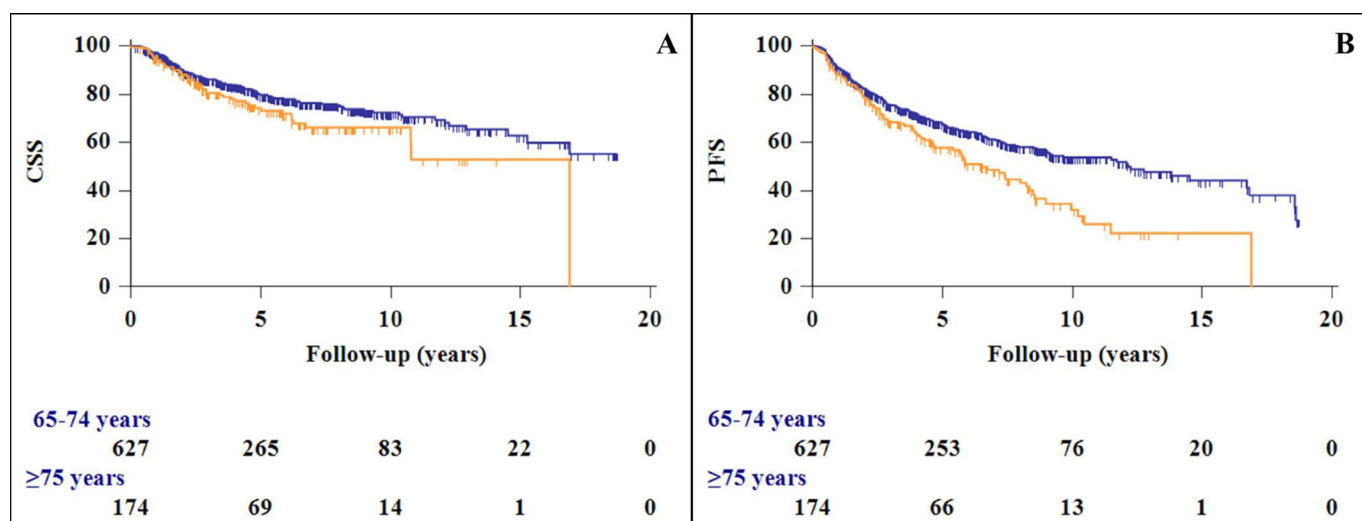 A
100
80
60
40
20
0
CSS
0 5 10 15 20
Follow-up (years)
65-74 years
627 265 83 22 0
≥75 years
174 69 14 1 0
B
100
80
60
40
20
0
PFS
0 5 10 15 20
Follow-up (years)
65-74 years
627 253 76 20 0
≥75 years
174 66 13 1 0